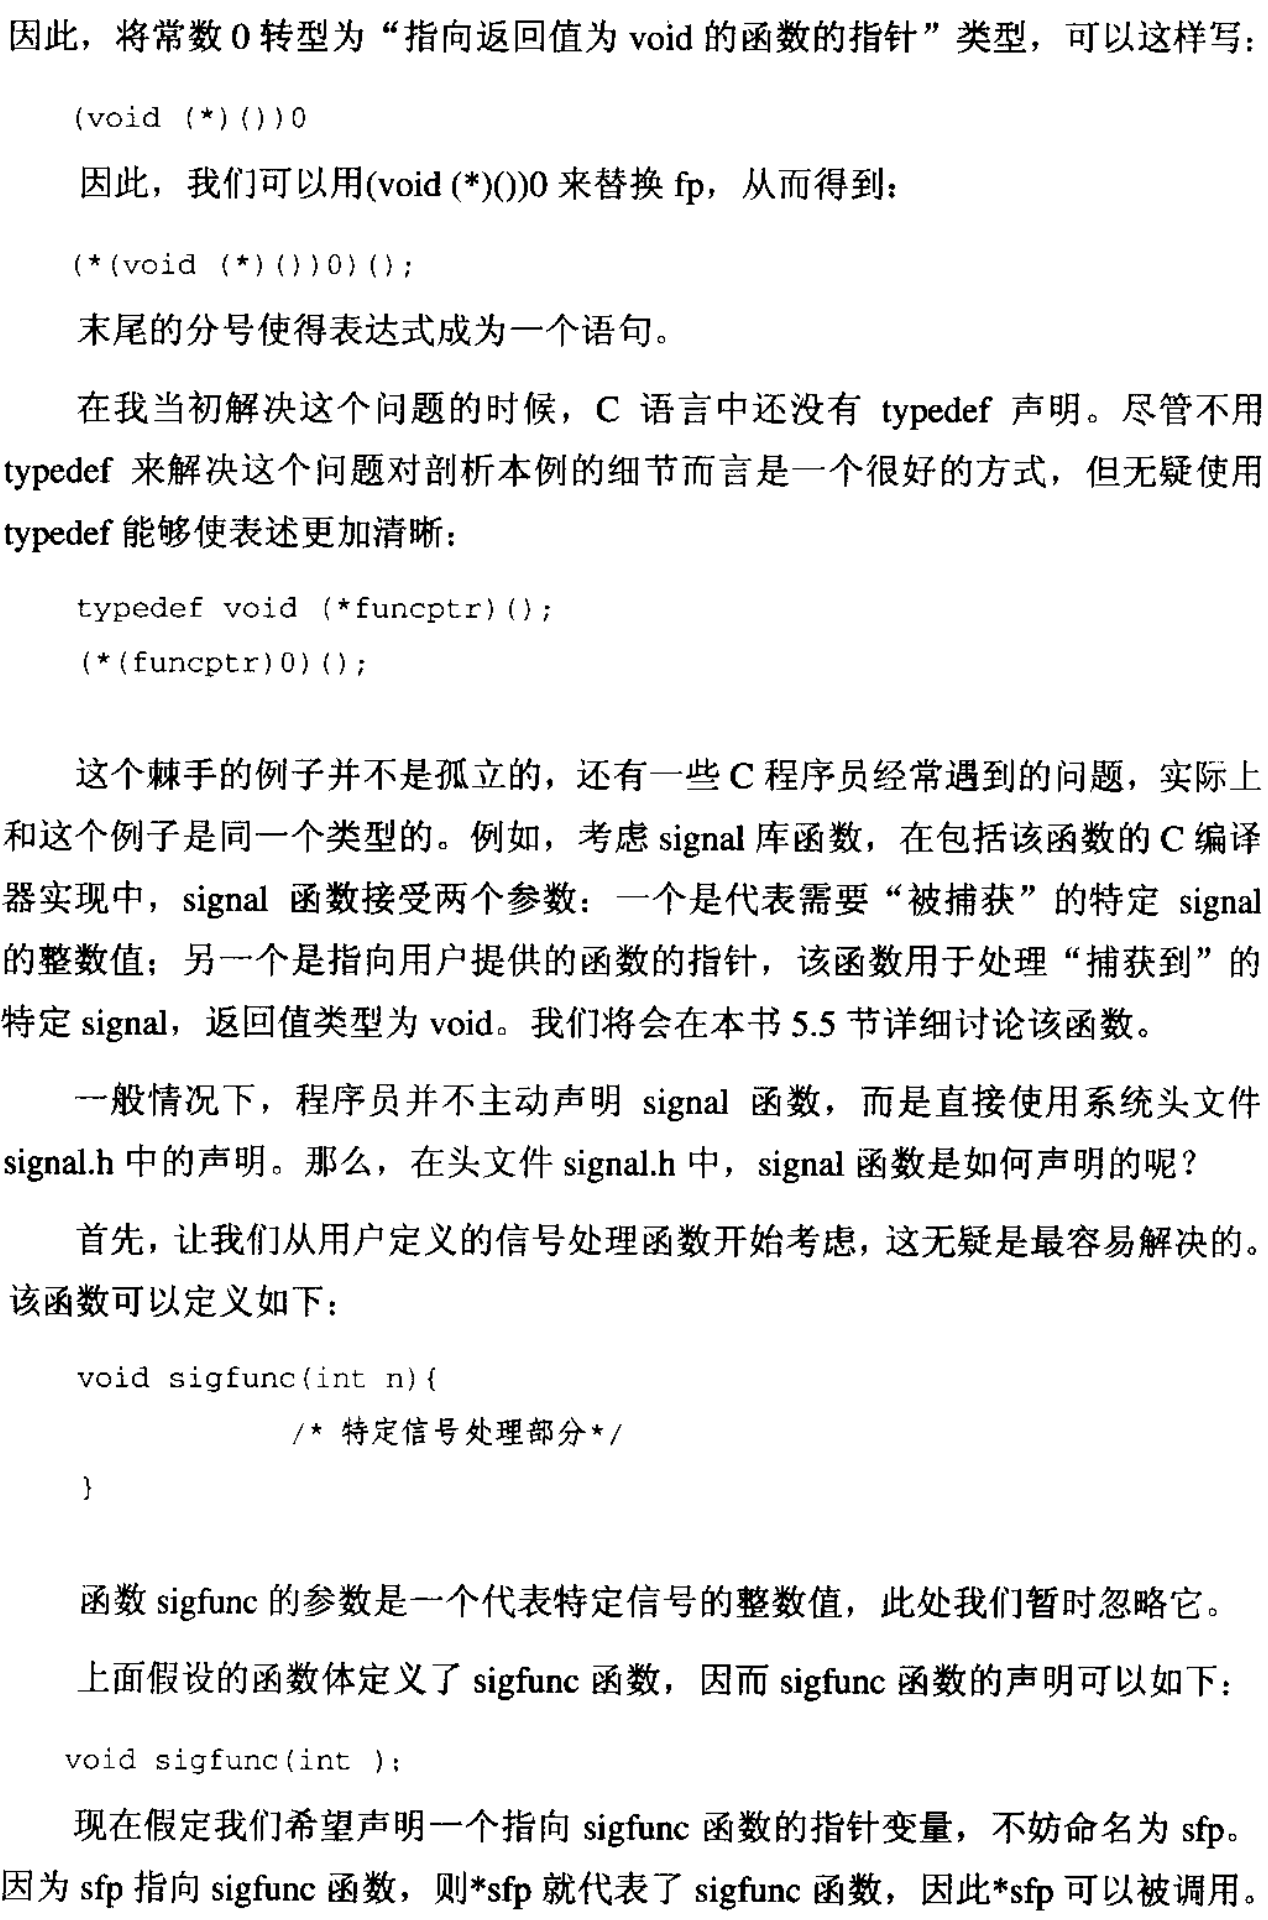 因此，将常数 0 转型为“指向返回值为 void 的函数的指针”类型，可以这样写：
(void (*)())0
因此，我们可以用(void (*)())0 来替换 fp，从而得到：
(*(void (*)())0)();
末尾的分号使得表达式成为一个语句。
在我当初解决这个问题的时候，C 语言中还没有 typedef 声明。尽管不用
typedef 来解决这个问题对剖析本例的细节而言是一个很好的方式，但无疑使用
typedef 能够使表述更加清晰：
typedef void (*funcptr)();
(*(funcptr)0)();
这个棘手的例子并不是孤立的，还有一些 C 程序员经常遇到的问题，实际上
和这个例子是同一个类型的。例如，考虑 signal 库函数，在包括该函数的 C 编译
器实现中，signal 函数接受两个参数：一个是代表需要“被捕获”的特定 signal
的整数值；另一个是指向用户提供的函数的指针，该函数用于处理“捕获到”的
特定 signal，返回值类型为 void。我们将会在本书 5.5 节详细讨论该函数。
一般情况下，程序员并不主动声明 signal 函数，而是直接使用系统头文件
signal.h 中的声明。那么，在头文件 signal.h 中，signal 函数是如何声明的呢？
首先，让我们从用户定义的信号处理函数开始考虑，这无疑是最容易解决的。
该函数可以定义如下：
void sigfunc(int n){
/* 特定信号处理部分*/
}
函数 sigfunc 的参数是一个代表特定信号的整数值，此处我们暂时忽略它。
上面假设的函数体定义了 sigfunc 函数，因而 sigfunc 函数的声明可以如下：
void sigfunc(int );
现在假定我们希望声明一个指向 sigfunc 函数的指针变量，不妨命名为 sfp。
因为 sfp 指向 sigfunc 函数，则*sfp 就代表了 sigfunc 函数，因此*sfp 可以被调用。